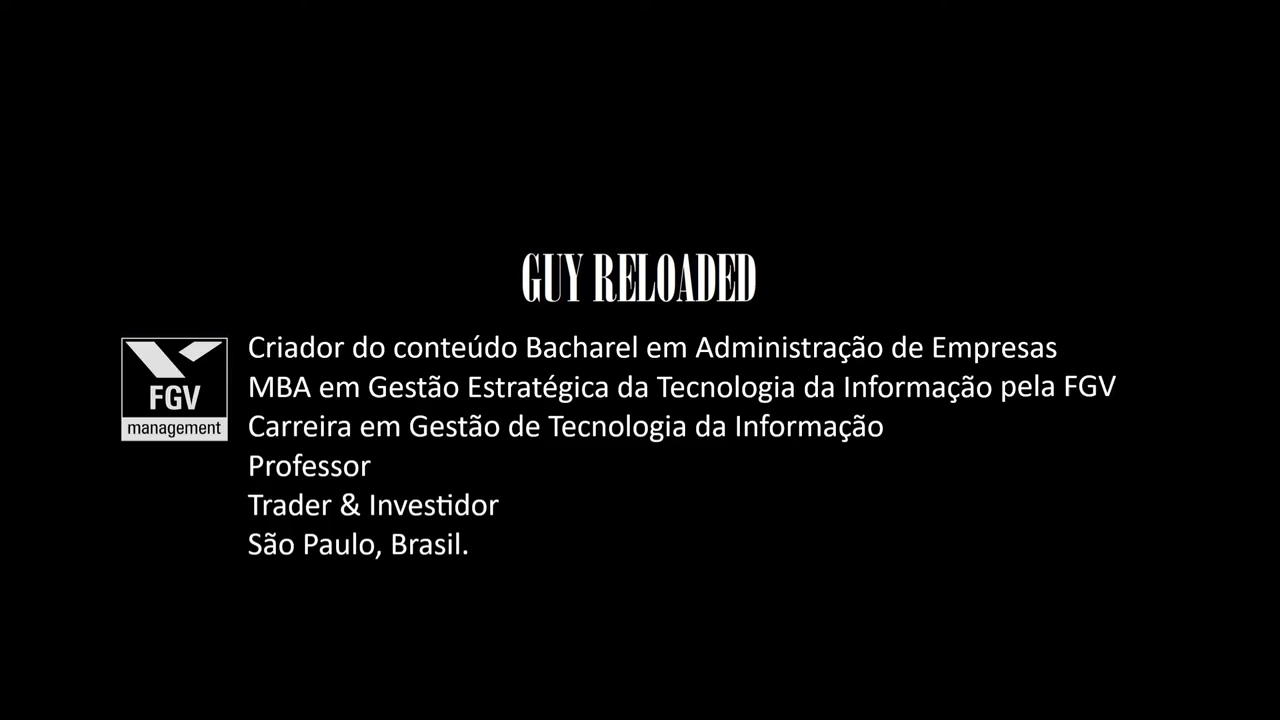 GUY RELOADED
FGV
management
Criador do conteúdo Bacharel em Administração de Empresas
MBA em Gestão Estratégica da Tecnologia da Informação pela FGV
Carreira em Gestão de Tecnologia da Informação
Professor
Trader & Investidor
São Paulo, Brasil.